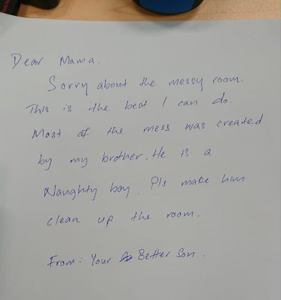 Dear Mama.
Sorry about the messy room.
This is the best I can do.
Most of the mess was created
by my brother. He is a
Naughty boy. Pls make him
clean up the room.
From: Your Better Son.